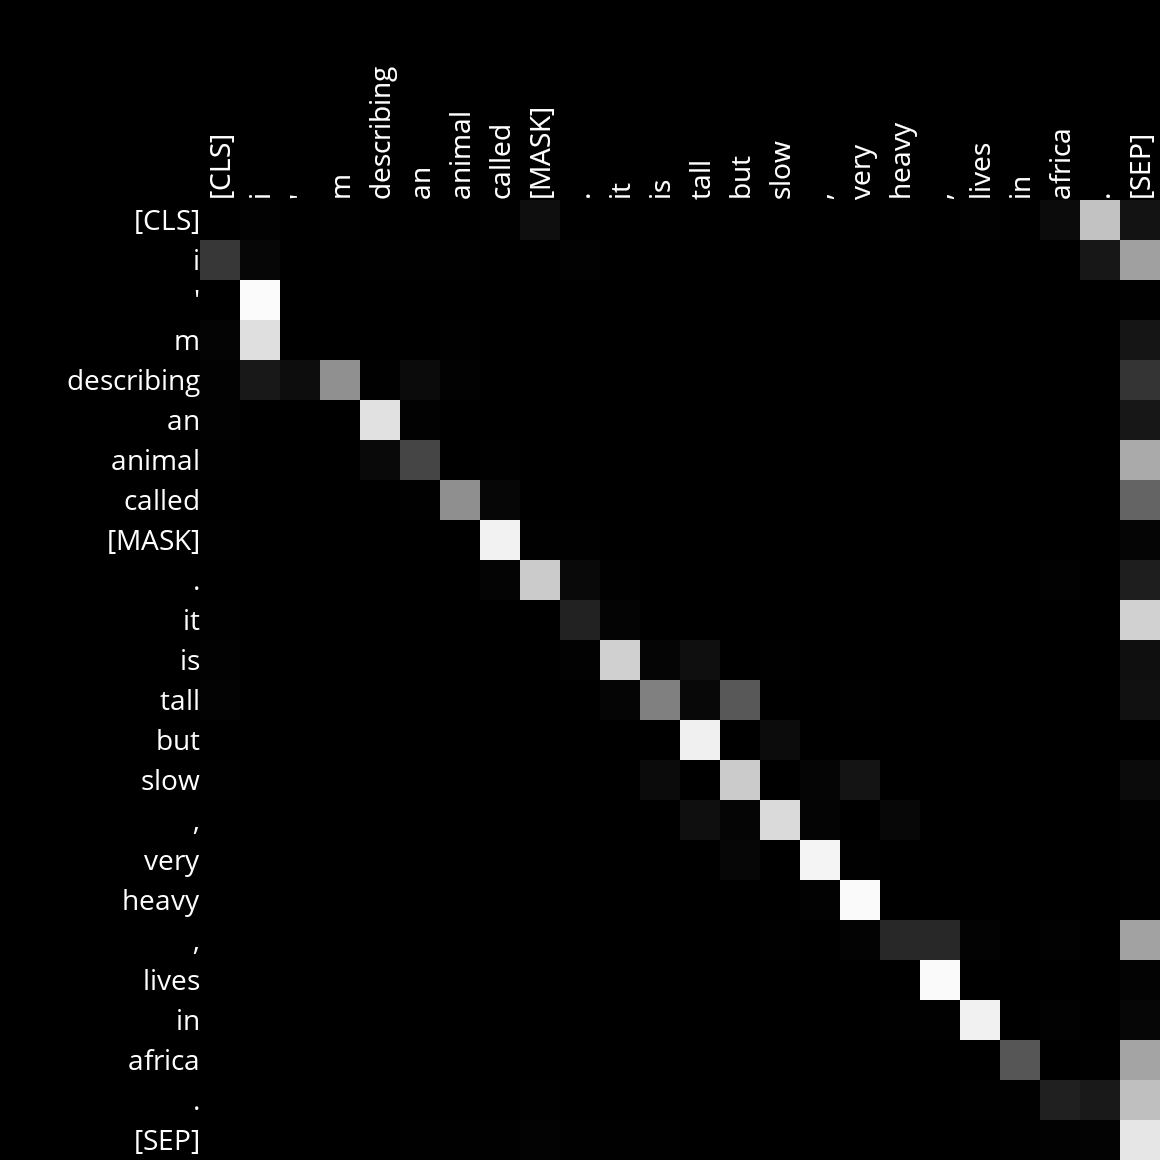 [CLS] i ' m describing an animal called [MASK] . it is tall but slow , very heavy , lives in africa . [SEP]
[CLS]
i
'
m
describing
an
animal
called
[MASK]
.
it
is
tall
but
slow
,
very
heavy
,
lives
in
africa
.
[SEP]